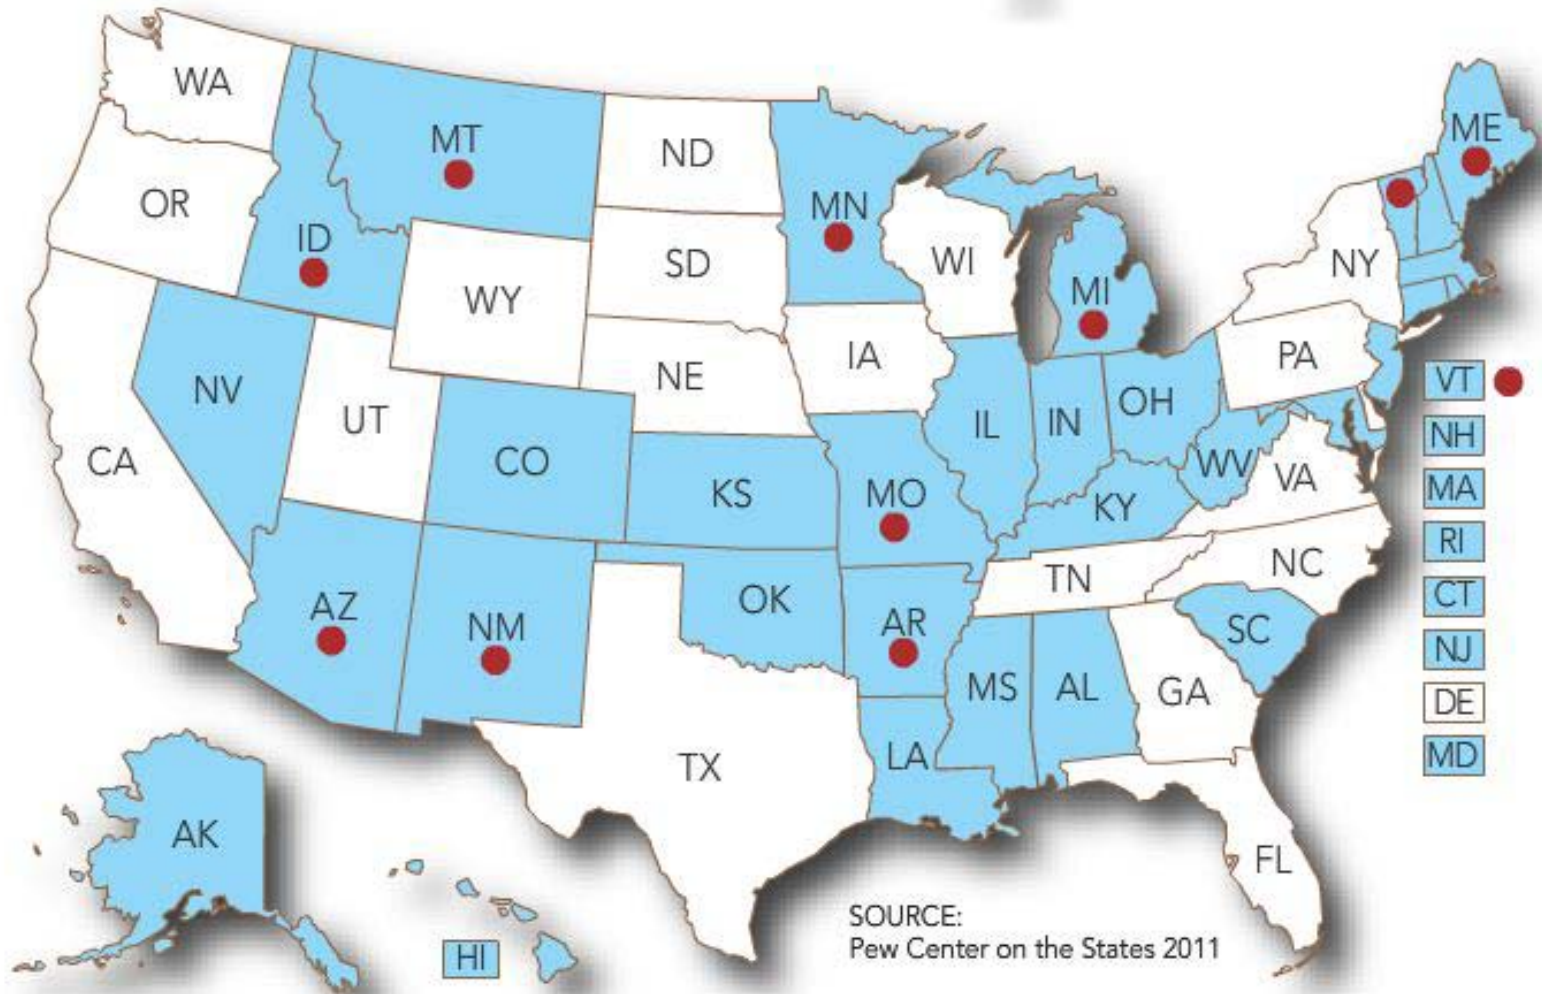 WA
MT
ND
ME
OR
ID
MN
SD
WI
NY
WY
MI
IA
PA
NE
NV
UT
IL
IN
OH
VT
CO
CA
KS
MO
WV
VA
NH
KY
MA
RI
TN
NC
AZ
NM
OK
AR
SC
CT
MS
AL
GA
NJ
LA
DE
TX
MD
AK
FL
HI
SOURCE:
Pew Center on the States 2011